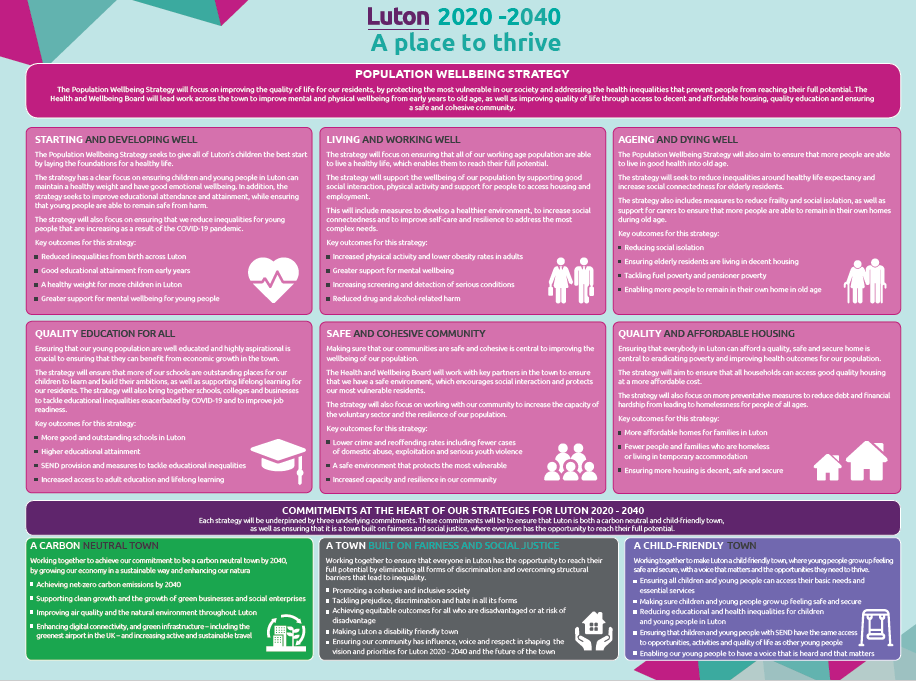 Luton 2020 -2040
A place to thrive
POPULATION WELLBEING STRATEGY
The Population Wellbeing Strategy will focus on improving the quality of life for our residents, by protecting the most vulnerable in our society and addressing the health inequalities that prevent people from reaching their full potential. The
Health and Wellbeing Board will lead work across the town to improve mental and physical wellbeing from early years to old age, as well as improving quality of life through access to decent and affordable housing, quality education and ensuring
a safe and cohesive community.
STARTING AND DEVELOPING WELL
The Population Wellbeing Strategy seeks to give all of Luton's children the best start
by laying the foundations for a healthy life.
The strategy has a clear focus on ensuring children and young people in Luton can
maintain a healthy weight and have good emotional wellbeing. In addition, the
strategy seeks to improve educational attendance and attainment, while ensuring
that young people are able to remain safe from harm.
The strategy will also focus on ensuring that we reduce inequalities for young
people that are increasing as a result of the COVID-19 pandemic.
Key outcomes for this strategy:
Reduced inequalities from birth across Luton
Good educational attainment from early years
A healthy weight for more children in Luton
Greater support for mental wellbeing for young people
LIVING AND WORKING WELL
The strategy will focus on ensuring that all of our working age population are able
to live a healthy life, which enables them to reach their full potential.
The strategy will support the wellbeing of our population by supporting good
social interaction, physical activity and support for people to access housing and
employment.
This will include measures to develop a healthier environment, to increase social
connectedness and to improve self-care and resilience to address the most
complex needs.
Key outcomes for this strategy:
Increased physical activity and lower obesity rates in adults
Greater support for mental wellbeing
Increasing screening and detection of serious conditions
Reduced drug and alcohol-related harm
AGEING AND DYING WELL
The Population Wellbeing Strategy will also aim to ensure that more people are able
to live in good health into old age.
The strategy will seek to reduce inequalities around healthy life expectancy and
increase social connectedness for elderly residents.
The strategy also includes measures to reduce frailty and social isolation, as well as
support for carers to ensure that more people are able to remain in their own homes
during old age.
Key outcomes for this strategy:
Reducing social isolation
Ensuring elderly residents are living in decent housing
Tackling fuel poverty and pensioner poverty
Enabling more people to remain in their own home in old age
QUALITY EDUCATION FOR ALL
Ensuring that our young population are well educated and highly aspirational is
crucial to ensuring that they can benefit from economic growth in the town.
The strategy will ensure that more of our schools are outstanding places for our
children to learn and build their ambitions, as well as supporting lifelong learning for
our residents. The strategy will also bring together schools, colleges and businesses
to tackle educational inequalities exacerbated by COVID-19 and to improve job
readiness.
Key outcomes for this strategy:
More good and outstanding schools in Luton
Higher educational attainment
SEND provision and measures to tackle educational inequalities
Increased access to adult education and lifelong learning
SAFE AND COHESIVE COMMUNITY
Making sure that our communities are safe and cohesive is central to improving the
wellbeing of our population.
The Health and Wellbeing Board will work with key partners in the town to ensure
that we have a safe environment, which encourages social interaction and protects
our most vulnerable residents.
The strategy will also focus on working with our community to increase the capacity of
the voluntary sector and the resilience of our population.
Key outcomes for this strategy:
Lower crime and reoffending rates including fewer cases
of domestic abuse, exploitation and serious youth violence
A safe environment that protects the most vulnerable
Increased capacity and resilience in our community
QUALITY AND AFFORDABLE HOUSING
Ensuring that everybody in Luton can afford a quality, safe and secure home is
central to eradicating poverty and improving health outcomes for our population.
The strategy will aim to ensure that all households can access good quality housing
at a more affordable cost.
The strategy will also focus on more preventative measures to reduce debt and financial
hardship from leading to homelessness for people of all ages.
Key outcomes for this strategy:
More affordable homes for families in Luton
Fewer people and families who are homeless
or living in temporary accommodation
Ensuring more housing is decent, safe and secure
COMMITMENTS AT THE HEART OF OUR STRATEGIES FOR LUTON 2020 - 2040
Each strategy will be underpinned by three underlying commitments. These commitments will be to ensure that Luton is both a carbon neutral and child-friendly town,
as well as ensuring that it is a town built on fairness and social justice, where everyone has the opportunity to reach their full potential.
A CARBON NEUTRAL TOWN
Working together to achieve our commitment to be a carbon neutral town by 2040,
by growing our economy in a sustainable way and enhancing our natura
Achieving net-zero carbon emissions by 2040
Supporting clean growth and the growth of green businesses and social enterprises
Improving air quality and the natural environment throughout Luton
Enhancing digital connectivity, and green infrastructure – including the
greenest airport in the UK – and increasing active and sustainable travel
A TOWN BUILT ON FAIRNESS AND SOCIAL JUSTICE
Working together to ensure that everyone in Luton has the opportunity to reach their
full potential by eliminating all forms of discrimination and overcoming structural
barriers that lead to inequality.
Promoting a cohesive and inclusive society
Tackling prejudice, discrimination and hate in all its forms
Achieving equitable outcomes for all who are disadvantaged or at risk of
disadvantage
Making Luton a disability friendly town
Ensuring our community has influence, voice and respect in shaping the
vision and priorities for Luton 2020 - 2040 and the future of the town
A CHILD-FRIENDLY TOWN
Working together to make Luton a child friendly town, where young people grow up feeling
safe and secure, with a voice that matters and the opportunities they need to thrive.
Ensuring all children and young people can access their basic needs and
essential services
Making sure children and young people grow up feeling safe and secure
Reducing educational and health inequalities for children
and young people in Luton
Ensuring that children and young people with SEND have the same access
to opportunities, activities and quality of life as other young people
Enabling our young people to have a voice that is heard and that matters